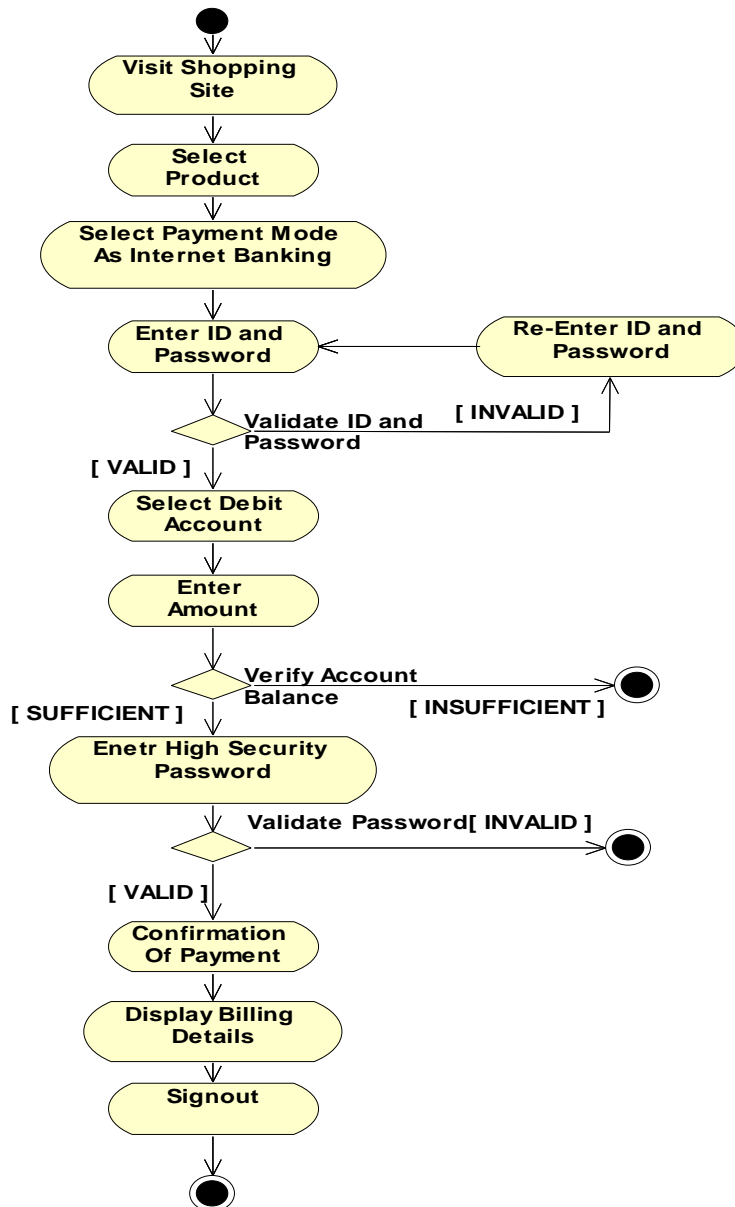 Visit Shopping
Site
Select
Product
Select Payment Mode
As Internet Banking
Enter ID and
Password
Re-Enter ID and
Password
Validate ID and
Password
[ INVALID ]
[ VALID ]
Select Debit
Account
Enter
Amount
Verify Account
Balance
[ INSUFFICIENT ]
[ SUFFICIENT ]
Enetr High Security
Password
Validate Password[ INVALID ]
[ VALID ]
Confirmation
Of Payment
Display Billing
Details
Signout